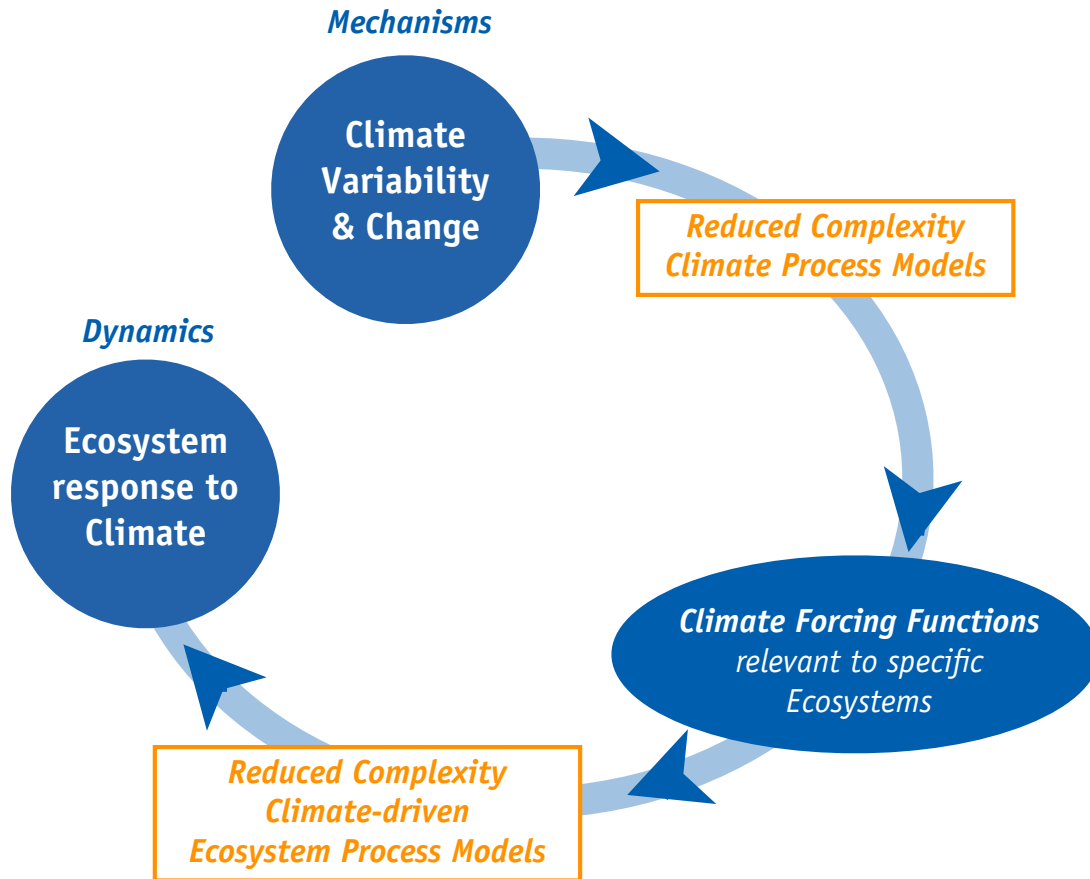 Mechanisms
Climate
Variability
& Change
Reduced Complexity
Climate Process Models
Dynamics
Ecosystem
response to
Climate
Climate Forcing Functions
relevant to specific
Ecosystems
Reduced Complexity
Climate-driven
Ecosystem Process Models